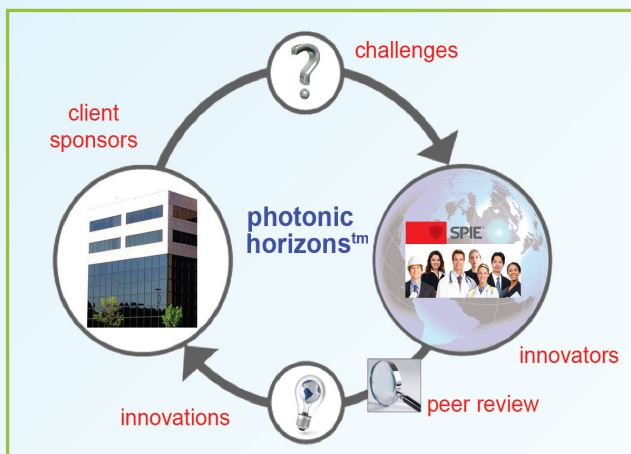 challenges
client
sponsors
photonic
horizons™
SPIE
innovators
peer review
innovations